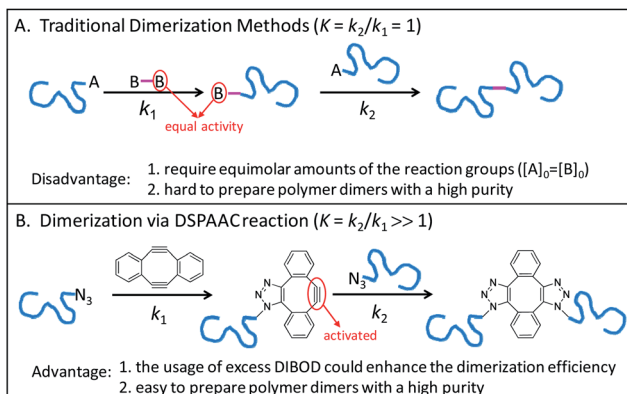 A. Traditional Dimerization Methods (K = k₂/k₁ = 1)
A B B B A
k₁ k₂
equal activity
Disadvantage: 1. require equimolar amounts of the reaction groups ([A]₀=[B]₀)
2. hard to prepare polymer dimers with a high purity
B. Dimerization via DSPAAC reaction (K = k₂/k₁ >> 1)
N₃ N N N N₃ N N N N N N
k₁ k₂
activated
Advantage: 1. the usage of excess DIBOD could enhance the dimerization efficiency
2. easy to prepare polymer dimers with a high purity